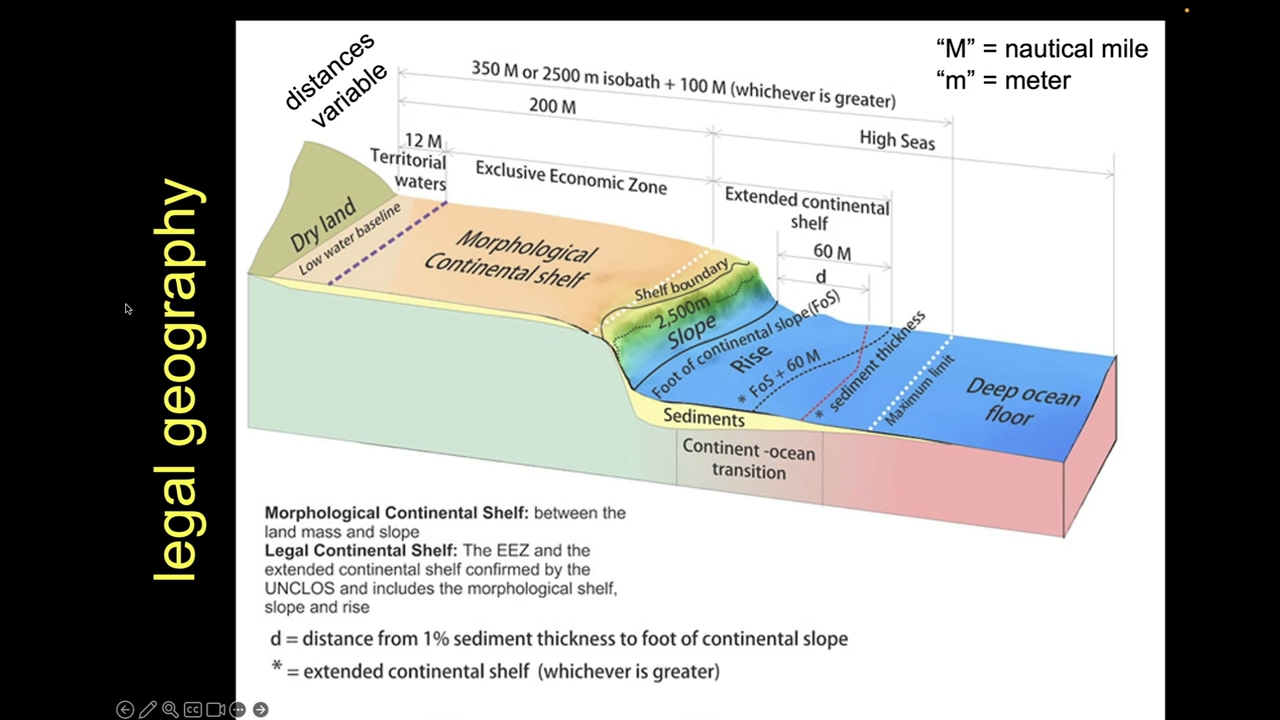 distances
variable
“M” = nautical mile
“m” = meter
350 M or 2500 m isobath + 100 M (whichever is greater)
200 M
High Seas
12 M
Territorial
waters
Exclusive Economic Zone
Extended continental
shelf
60 M
d
legal geography
Dry land
Low water baseline
Morphological
Continental shelf
Shelf boundary
2,500m
Slope
Foot of continental slope(FoS)
Rise
* FoS + 60 M
* sediment thickness
Maximum limit
Deep ocean
floor
Sediments
Continent -ocean
transition
Morphological Continental Shelf: between the
land mass and slope
Legal Continental Shelf: The EEZ and the
extended continental shelf confirmed by the
UNCLOS and includes the morphological shelf,
slope and rise
d = distance from 1% sediment thickness to foot of continental slope
* = extended continental shelf (whichever is greater)
CC